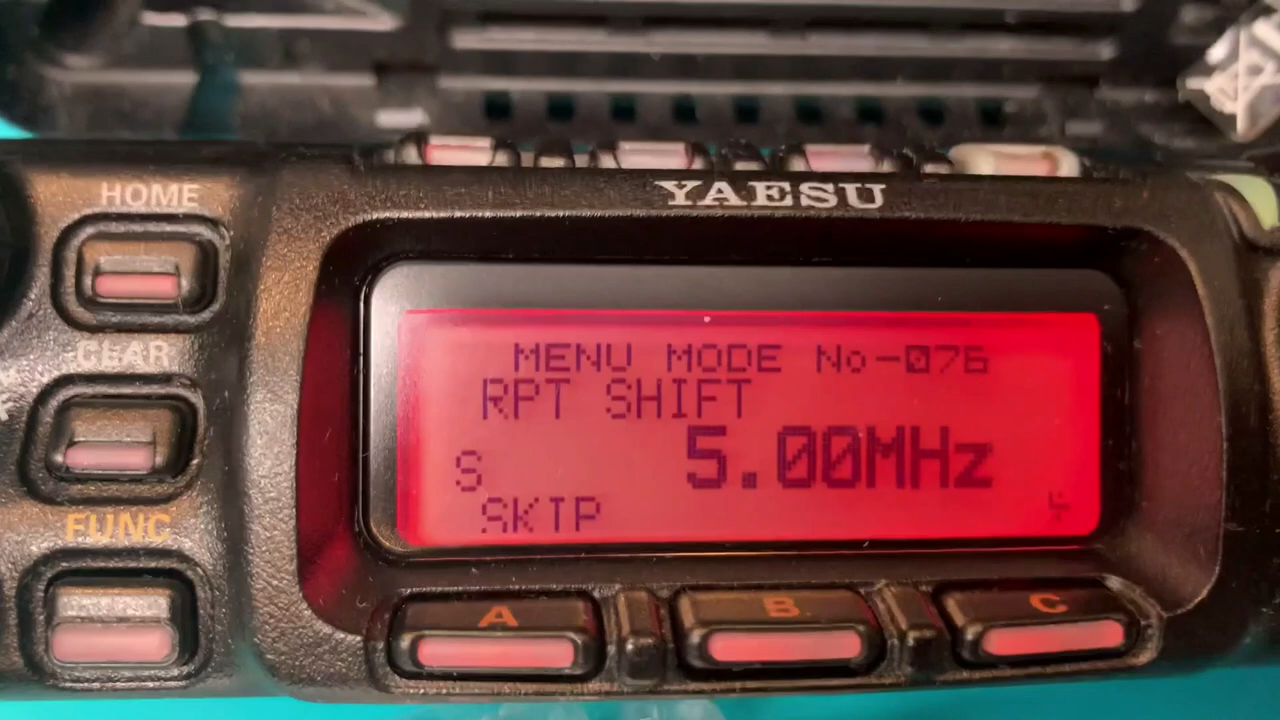 HOME
YAESU
CLEAR
MENU MODE No-076
RPT SHIFT
5.00MHz
S
SKIP
FUNC
A B C